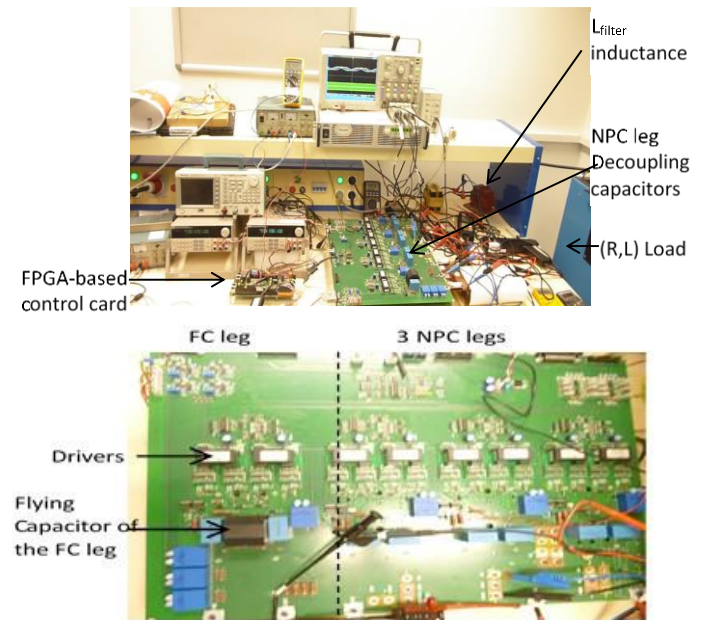 Lfilter
inductance
NPC leg
Decoupling
capacitors
(R,L) Load
FPGA-based
control card
FC leg
3 NPC legs
Drivers
Flying
Capacitor of
the FC leg